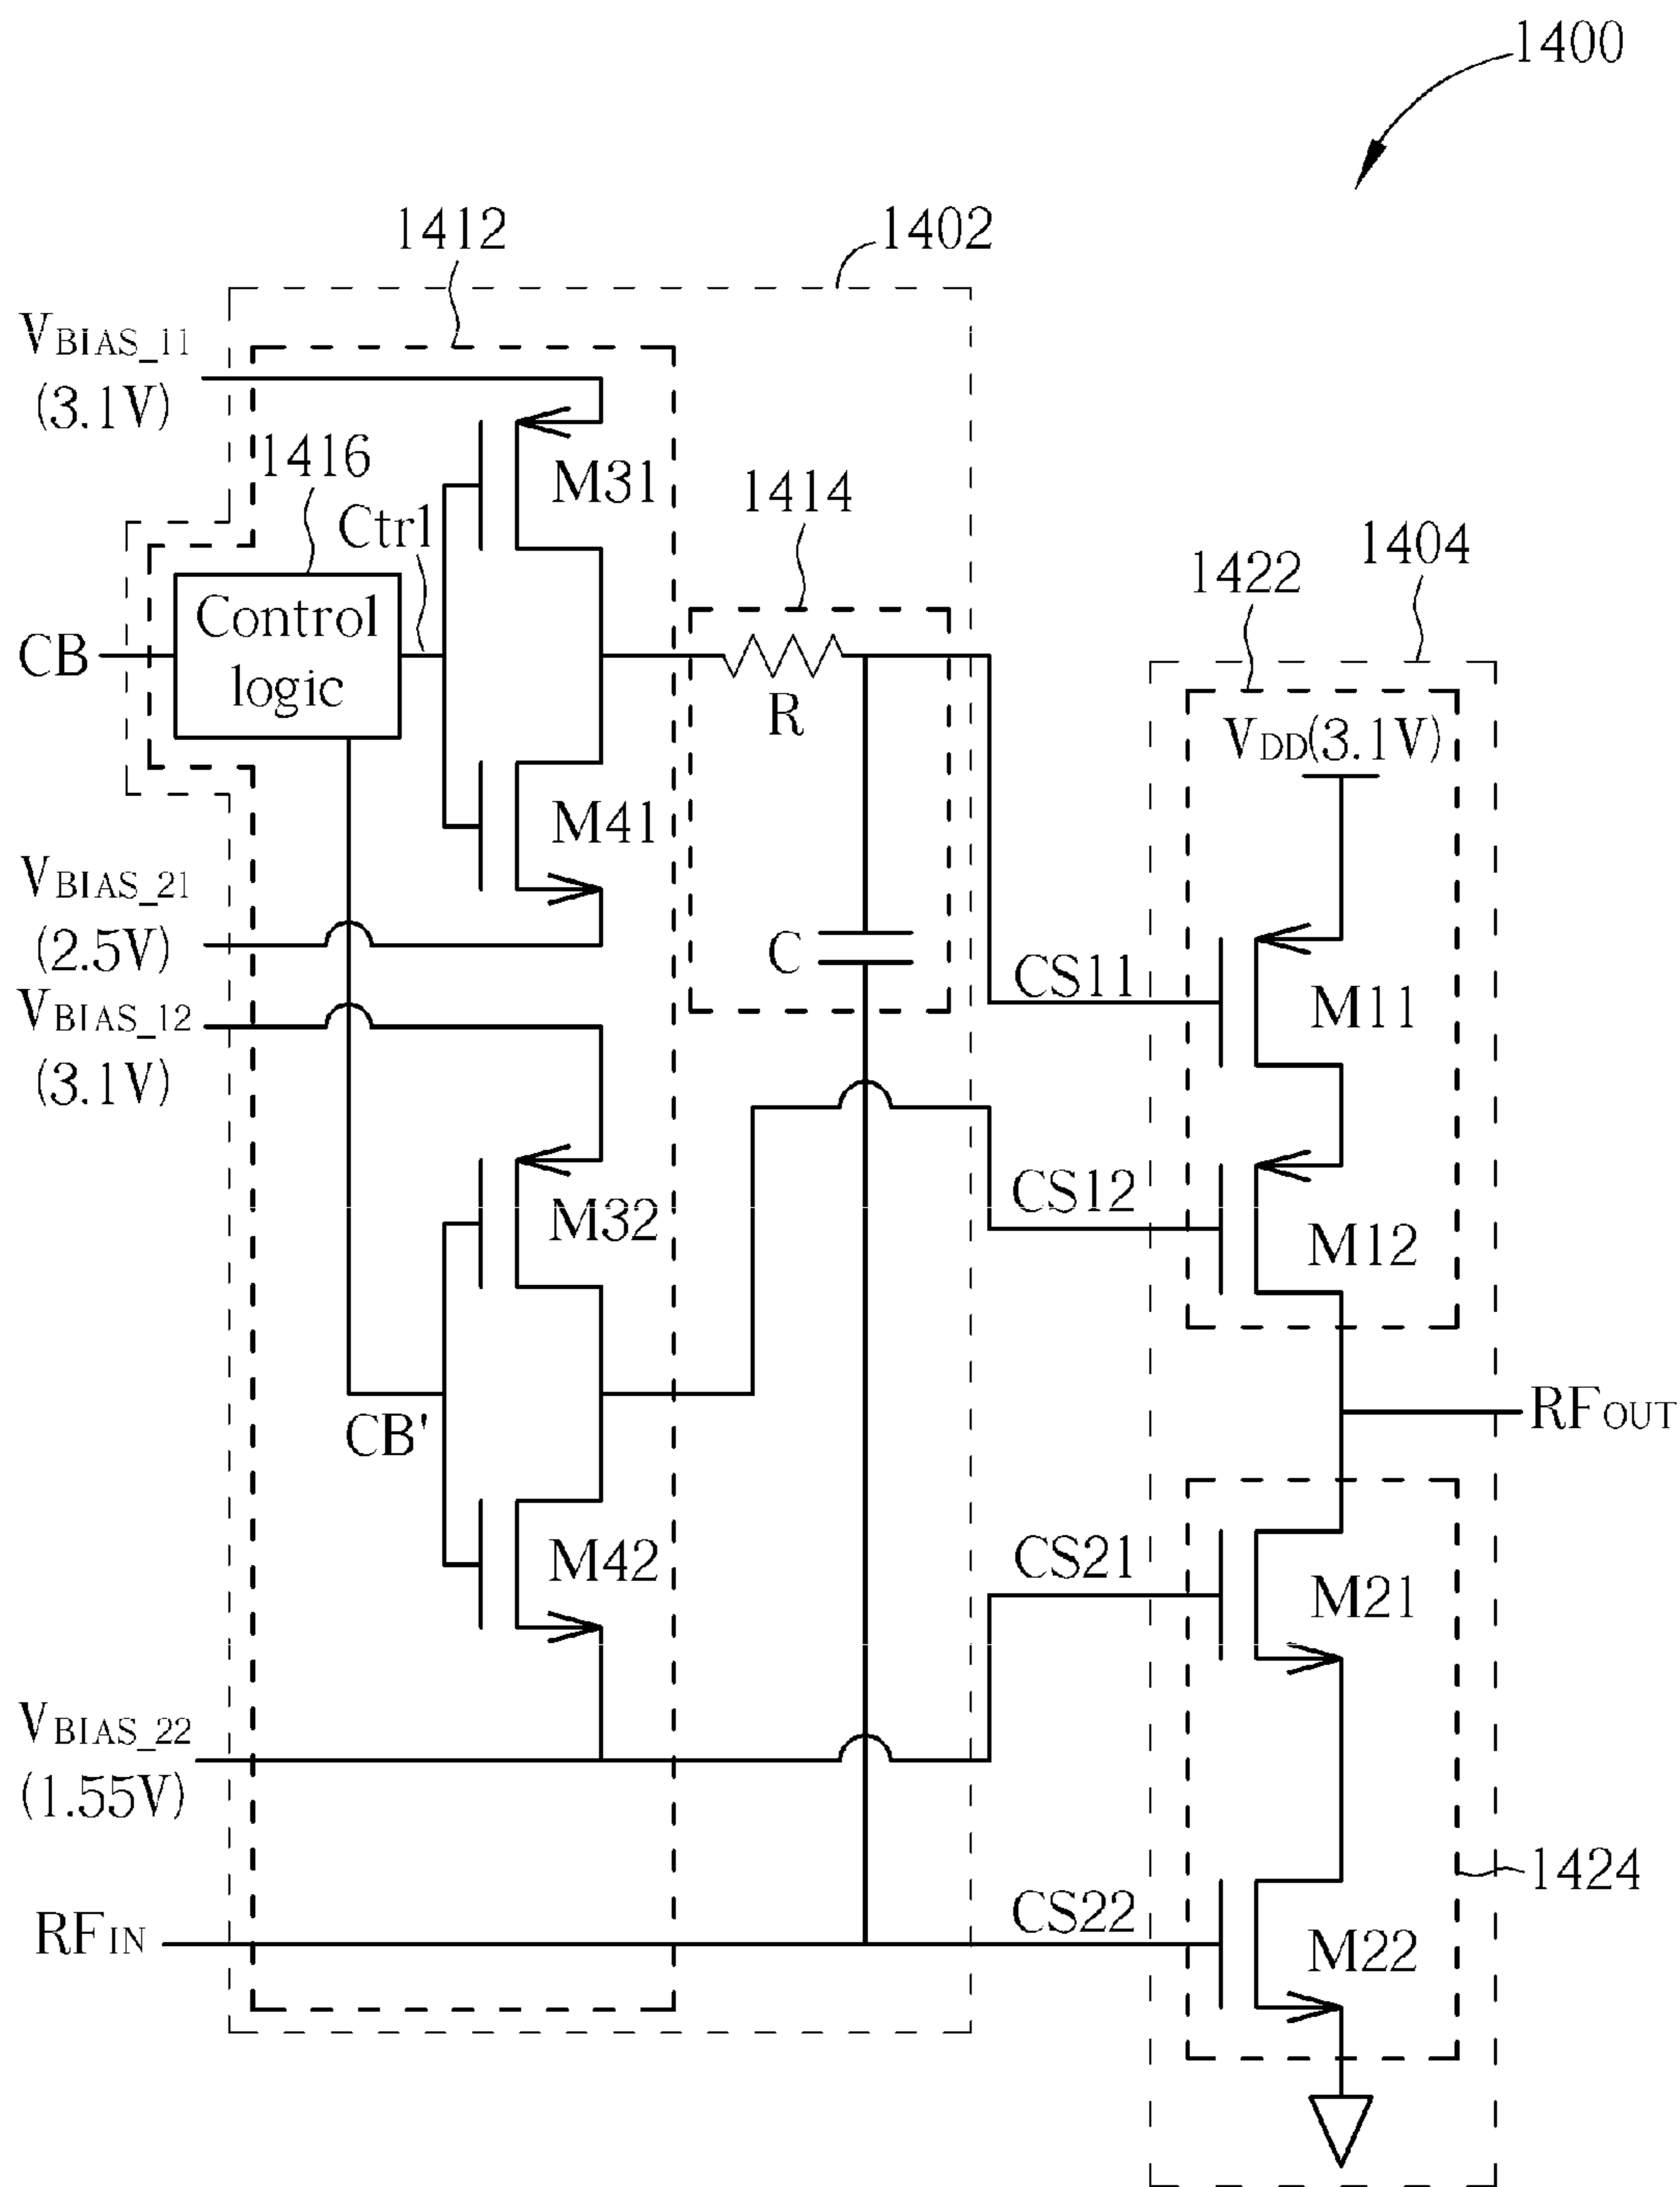 1400
1412
1402
VBIAS_11
(3.1V)
1416
M31
Ctrl
1414
1404
1422
Control
logic
CB
R
VDD(3.1V)
M41
VBIAS_21
(2.5V)
C
CS11
M11
VBIAS_12
(3.1V)
M32
CS12
M12
CB'
RFOUT
M42
CS21
M21
VBIAS_22
(1.55V)
1424
RFIN
CS22
M22